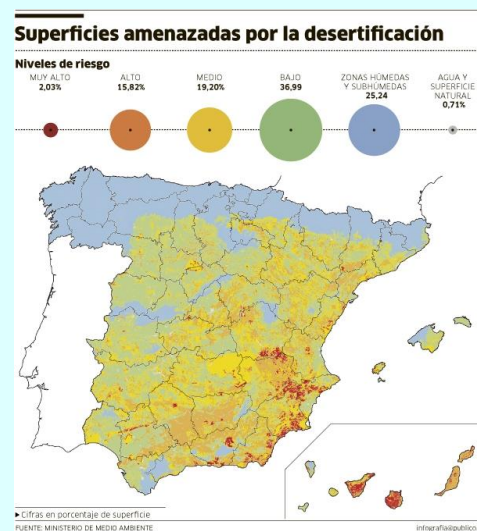 Superficies amenazadas por la desertificación
Niveles de riesgo
MUY ALTO
2,03%
ALTO
15,82%
MEDIO
19,20%
BAJO
36,99
ZONAS HÚMEDAS
Y SUBHÚMEDAS
25,24
AGUA Y
SUPERFICIE
NATURAL
0,71%
▶ Cifras en porcentaje de superficie
FUENTE: MINISTERIO DE MEDIO AMBIENTE
infografia@publico